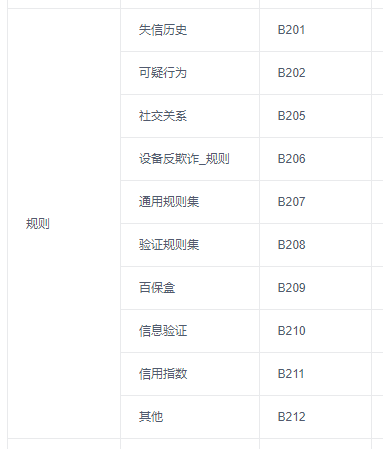 失信历史 B201
可疑行为 B202
社交关系 B205
设备反欺诈_规则 B206
通用规则集 B207
规则
验证规则集 B208
百保盒 B209
信息验证 B210
信用指数 B211
其他 B212